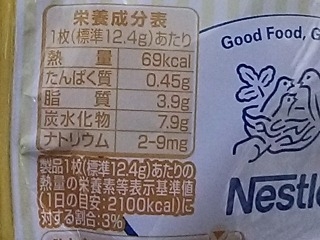 栄養成分表
1枚(標準12.4g)あたり
熱量 69kcal
たんぱく質 0.45g
脂質 3.9g
炭水化物 7.9g
ナトリウム 2-9mg
製品1枚(標準12.4g)あたりの
熱量の栄養素等表示基準値
(1日の目安:2100kcal)に
対する割合:3%
Good Food, G
Nestl